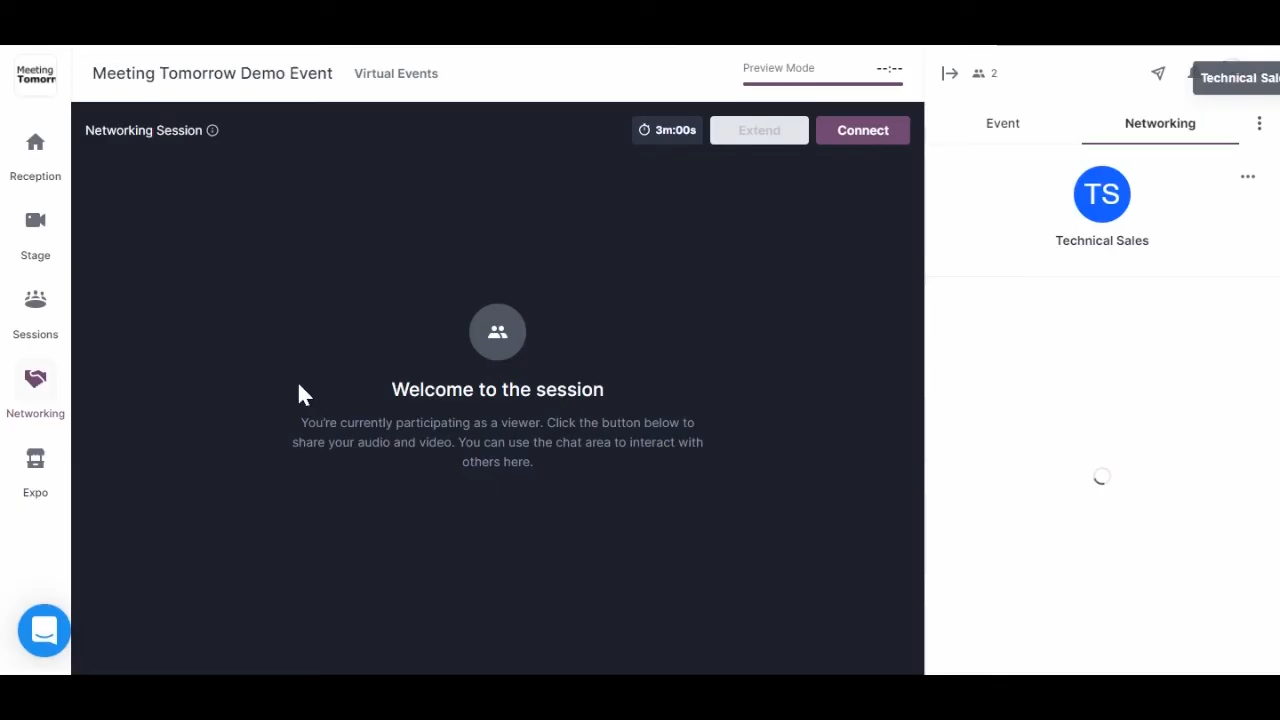 Meeting
Tomorr
Meeting Tomorrow Demo Event
Virtual Events
Preview Mode
--:--
2
Technical Sal
Event
Networking
Networking Session
3m:00s
Extend
Connect
TS
Technical Sales
Reception
Stage
Sessions
Networking
Expo
Welcome to the session
You're currently participating as a viewer. Click the button below to
share your audio and video. You can use the chat area to interact with
others here.